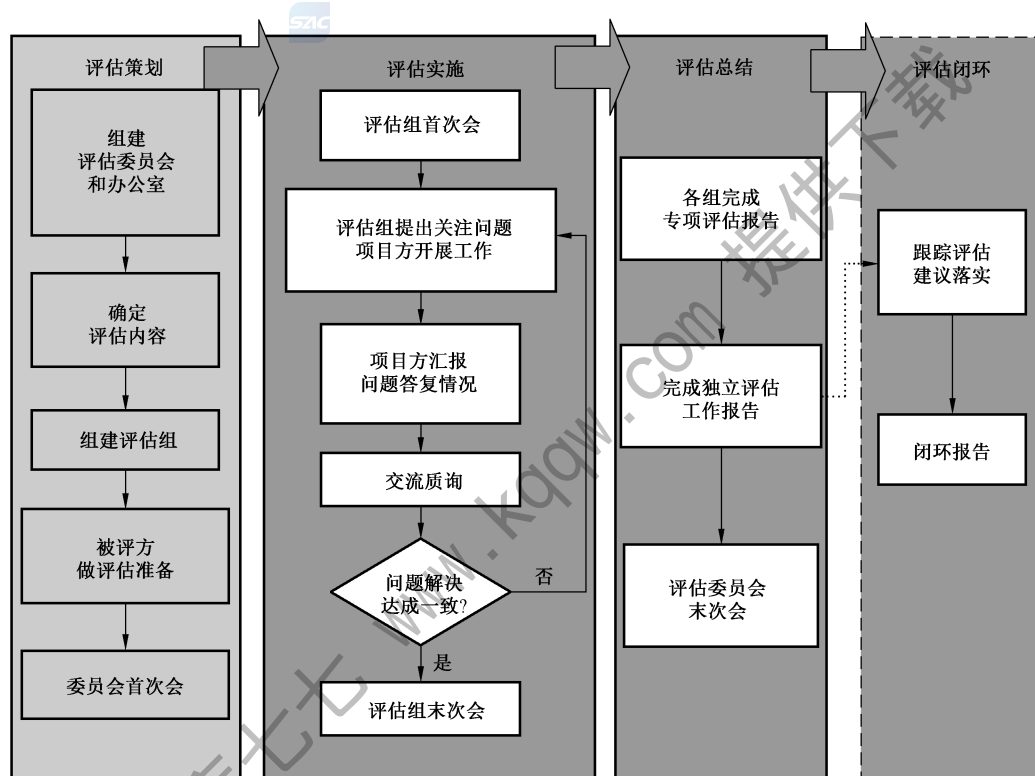 SAC
评估策划
组建
评估委员会
和办公室
确定
评估内容
组建评估组
被评方
做评估准备
委员会首次会
评估实施
评估组首次会
评估组提出关注问题
项目方开展工作
项目方汇报
问题答复情况
交流质询
问题解决
达成一致?
否
是
评估组末次会
评估总结
各组完成
专项评估报告
完成独立评估
工作报告
评估委员会
末次会
评估闭环
跟踪评估
建议落实
闭环报告
七七 www.kqqw.com 提供下载